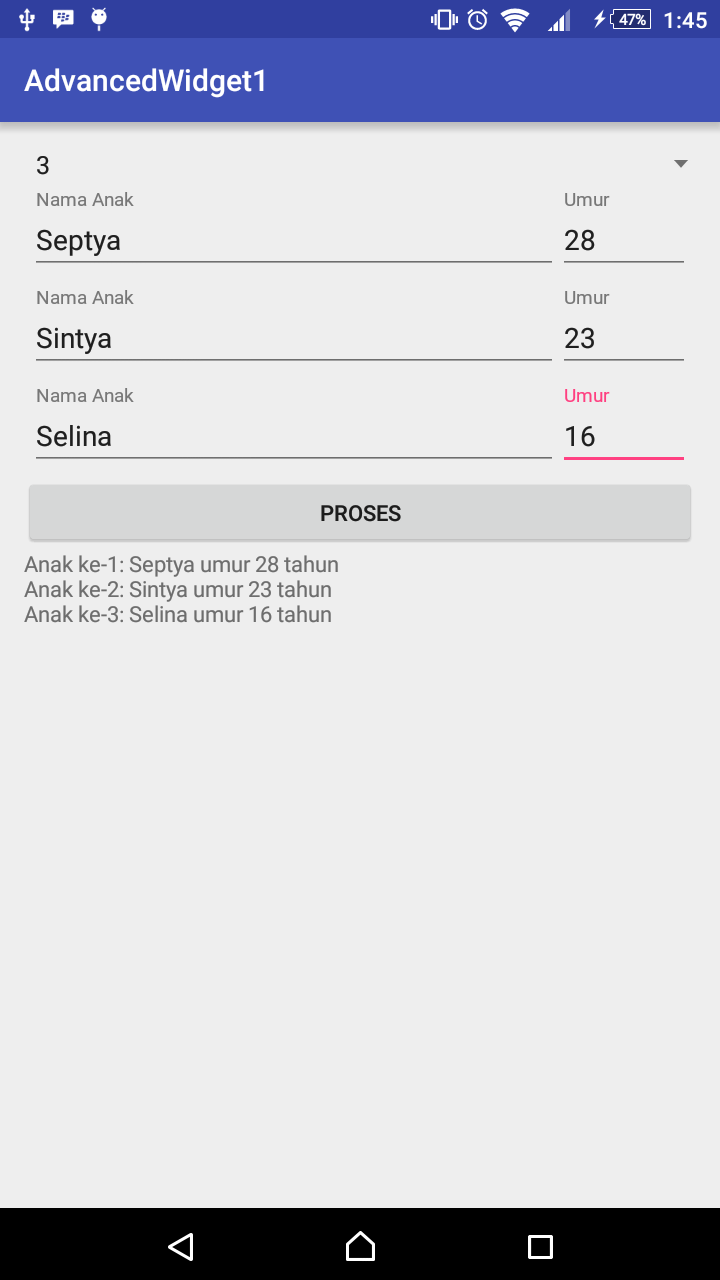 47% 1:45
AdvancedWidget1
3
Nama Anak Umur
Septya 28
Nama Anak Umur
Sintya 23
Nama Anak Umur
Selina 16
PROSES
Anak ke-1: Septya umur 28 tahun
Anak ke-2: Sintya umur 23 tahun
Anak ke-3: Selina umur 16 tahun